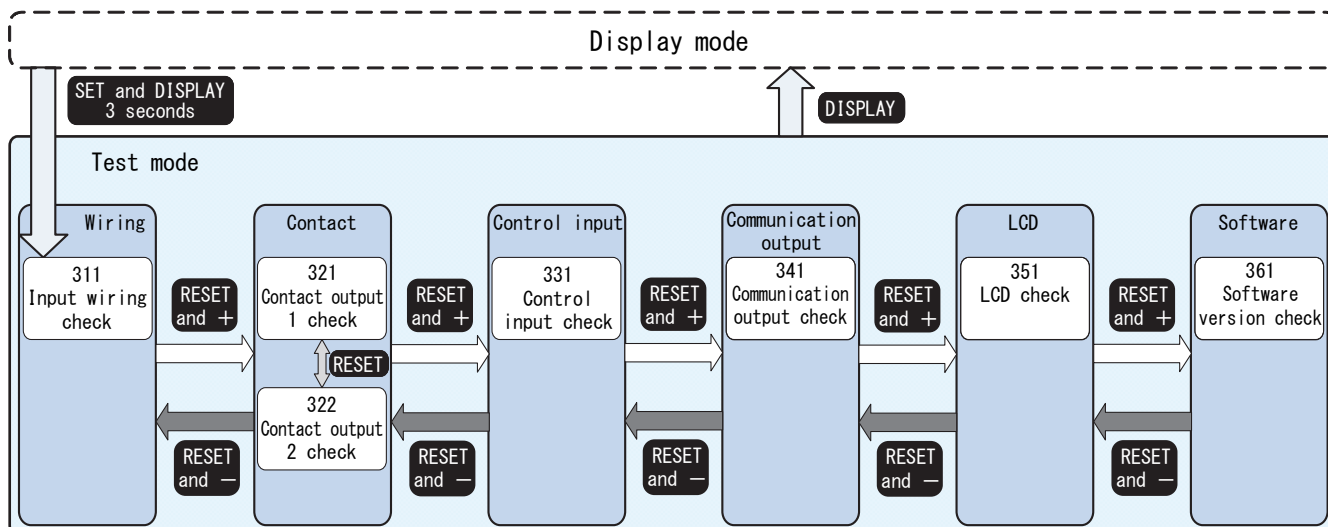 Display mode
SET and DISPLAY
3 seconds
DISPLAY
Test mode
Wiring
311
Input wiring
check
RESET
and +
RESET
and −
Contact
321
Contact output
1 check
RESET
322
Contact output
2 check
RESET
and +
RESET
and −
Control input
331
Control
input check
RESET
and +
RESET
and −
Communication
output
341
Communication
output check
RESET
and +
RESET
and −
LCD
351
LCD check
RESET
and +
RESET
and −
Software
361
Software
version check